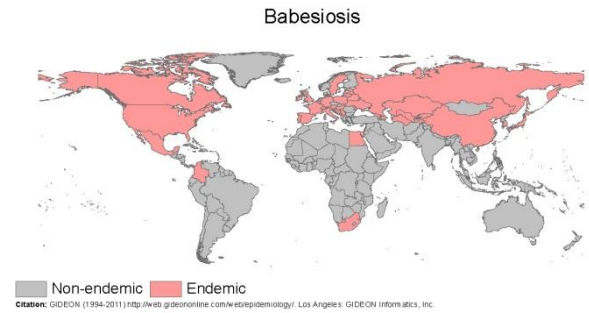 Babesiosis
Non-endemic Endemic
Citation: GIDEON (1994-2011) http://web.gideononline.com/web/epidemiology/. Los Angeles: GIDEON Informatics, Inc.